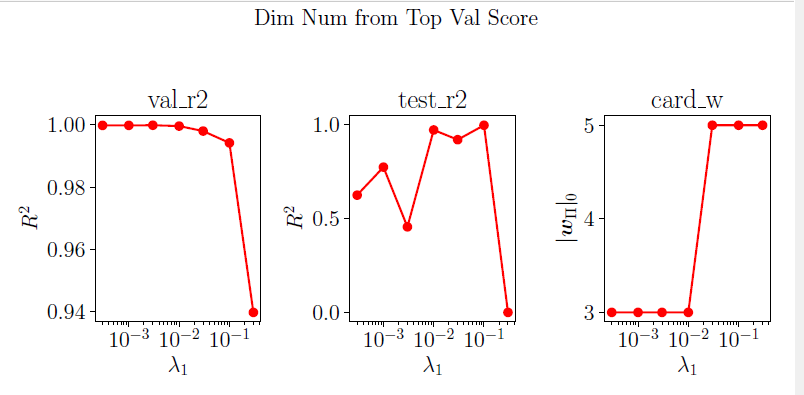 Dim Num from Top Val Score
val_r2
1.00
0.98
0.96
0.94
R²
10⁻³ 10⁻² 10⁻¹
λ₁
test_r2
1.0
0.5
0.0
R²
10⁻³ 10⁻² 10⁻¹
λ₁
card_w
5
4
3
|w_Π|₀
10⁻³ 10⁻² 10⁻¹
λ₁